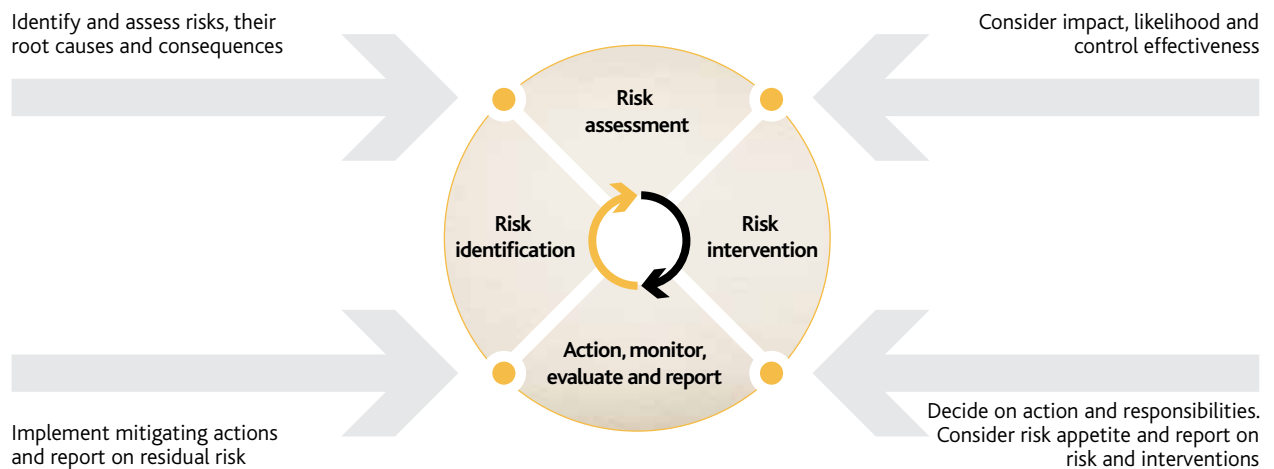 Identify and assess risks, their
root causes and consequences
Consider impact, likelihood and
control effectiveness
Risk
assessment
Risk
identification
Risk
intervention
Action, monitor,
evaluate and report
Implement mitigating actions
and report on residual risk
Decide on action and responsibilities.
Consider risk appetite and report on
risk and interventions